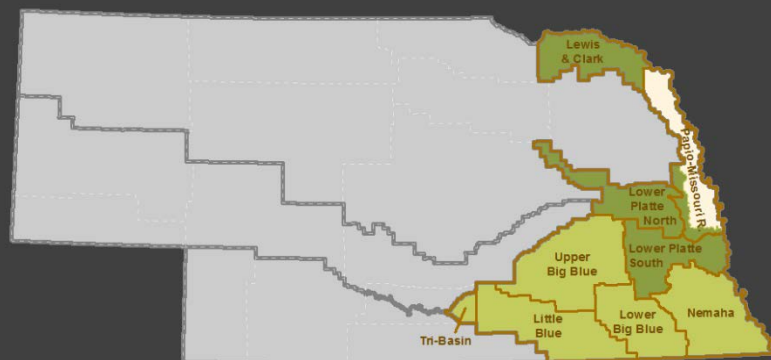 Lewis
& Clark
Papio-Missouri R
Lower
Platte
North
Lower Platte
South
Upper
Big Blue
Tri-Basin
Little
Blue
Lower
Big Blue
Nemaha